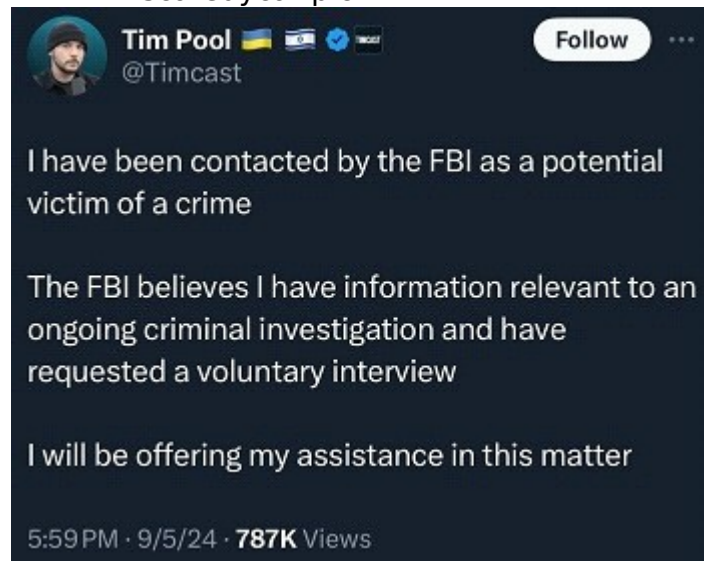 Tim Pool 🇺🇦 🇮🇱
Follow
@Timcast
I have been contacted by the FBI as a potential
victim of a crime
The FBI believes I have information relevant to an
ongoing criminal investigation and have
requested a voluntary interview
I will be offering my assistance in this matter
5:59 PM · 9/5/24 · 787K Views